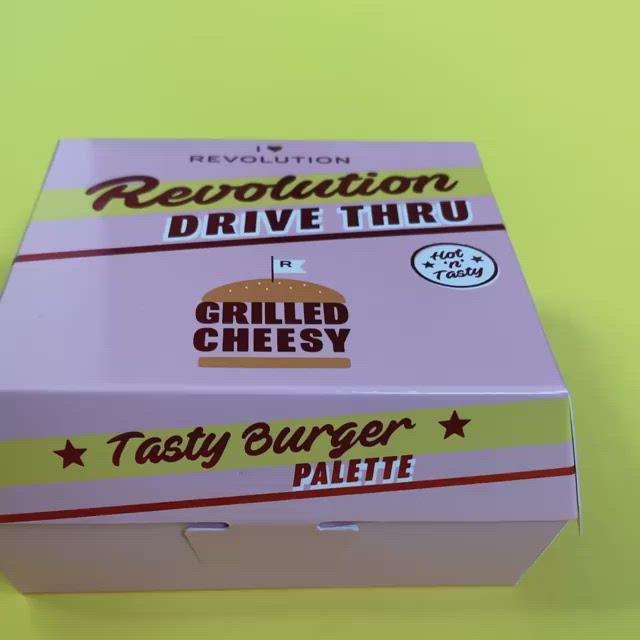 I ♥
REVOLUTION
Revolution
DRIVE THRU
Hot
'n'
Tasty
R
GRILLED
CHEESY
Tasty Burger
PALETTE